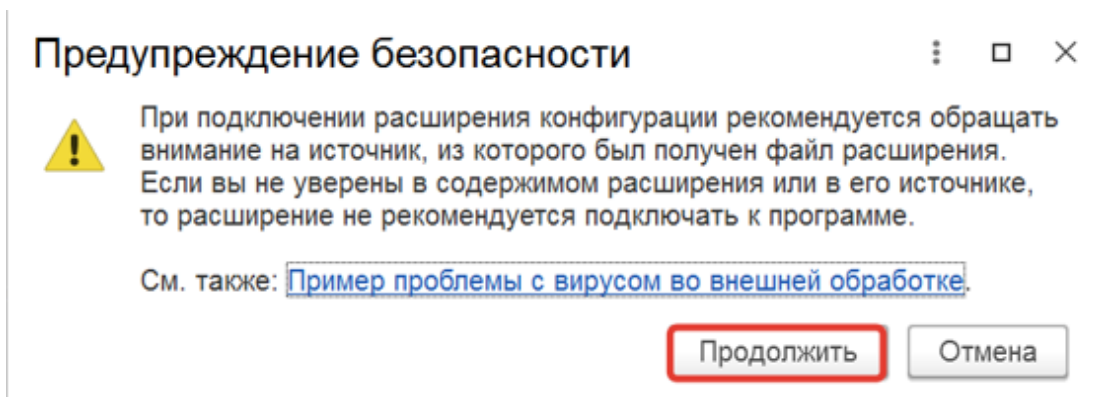 Предупреждение безопасности
При подключении расширения конфигурации рекомендуется обращать
внимание на источник, из которого был получен файл расширения.
Если вы не уверены в содержимом расширения или в его источнике,
то расширение не рекомендуется подключать к программе.
См. также: Пример проблемы с вирусом во внешней обработке.
Продолжить Отмена